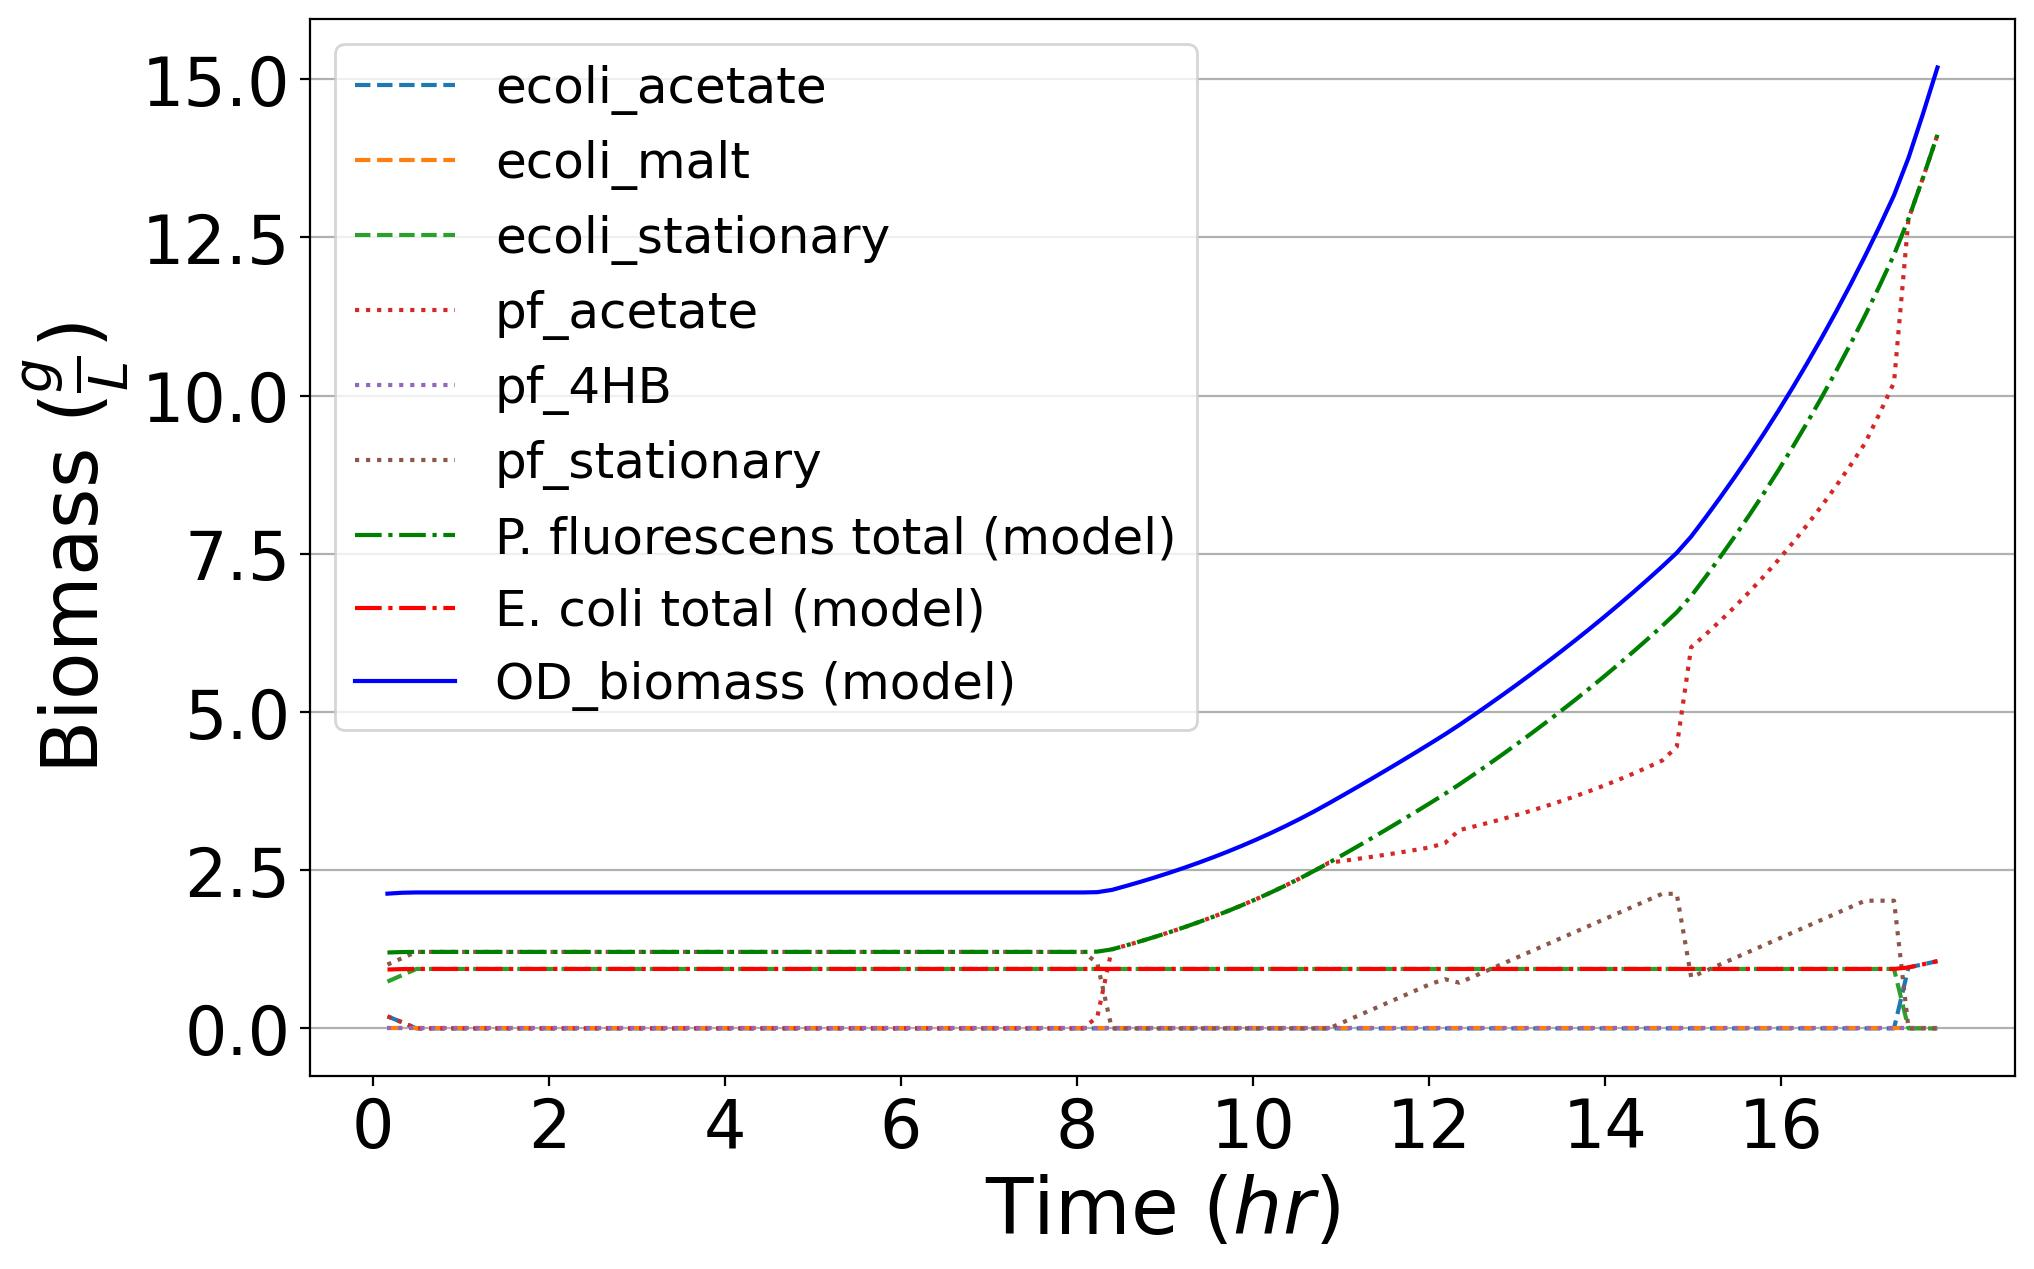 15.0
12.5
10.0
7.5
5.0
2.5
0.0
Biomass (g/L)
ecoli_acetate
ecoli_malt
ecoli_stationary
pf_acetate
pf_4HB
pf_stationary
P. fluorescens total (model)
E. coli total (model)
OD_biomass (model)
0 2 4 6 8 10 12 14 16
Time (hr)